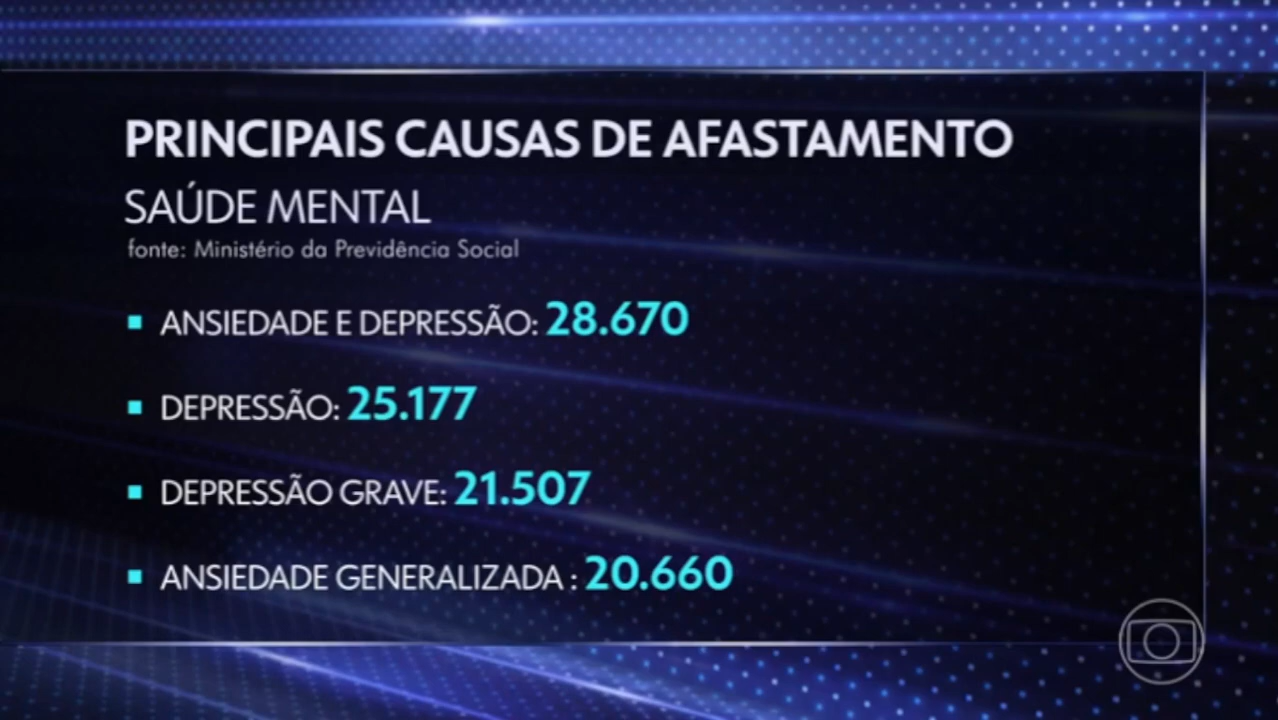 PRINCIPAIS CAUSAS DE AFASTAMENTO
SAÚDE MENTAL
fonte: Ministério da Previdência Social
ANSIEDADE E DEPRESSÃO: 28.670
DEPRESSÃO: 25.177
DEPRESSÃO GRAVE: 21.507
ANSIEDADE GENERALIZADA : 20.660